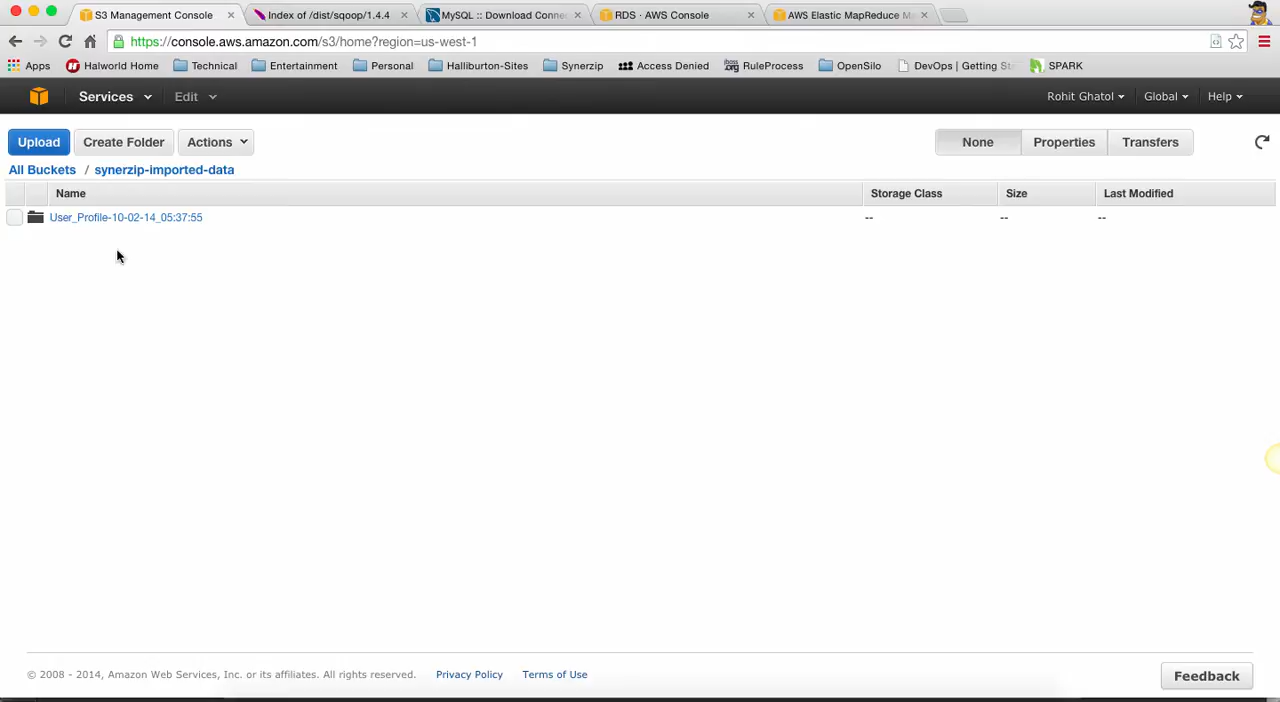 S3 Management Console
Index of /dist/sqoop/1.4.4
MySQL :: Download Conne
RDS · AWS Console
AWS Elastic MapReduce M
https://console.aws.amazon.com/s3/home?region=us-west-1
Apps
Halworld Home
Technical
Entertainment
Personal
Halliburton-Sites
Synerzip
Access Denied
RuleProcess
OpenSilo
DevOps | Getting St
SPARK
Services
Edit
Rohit Ghatol
Global
Help
Upload
Create Folder
Actions
None
Properties
Transfers
All Buckets / synerzip-imported-data
Name
Storage Class
Size
Last Modified
User_Profile-10-02-14_05:37:55
--
--
--
© 2008 - 2014, Amazon Web Services, Inc. or its affiliates. All rights reserved.
Privacy Policy
Terms of Use
Feedback